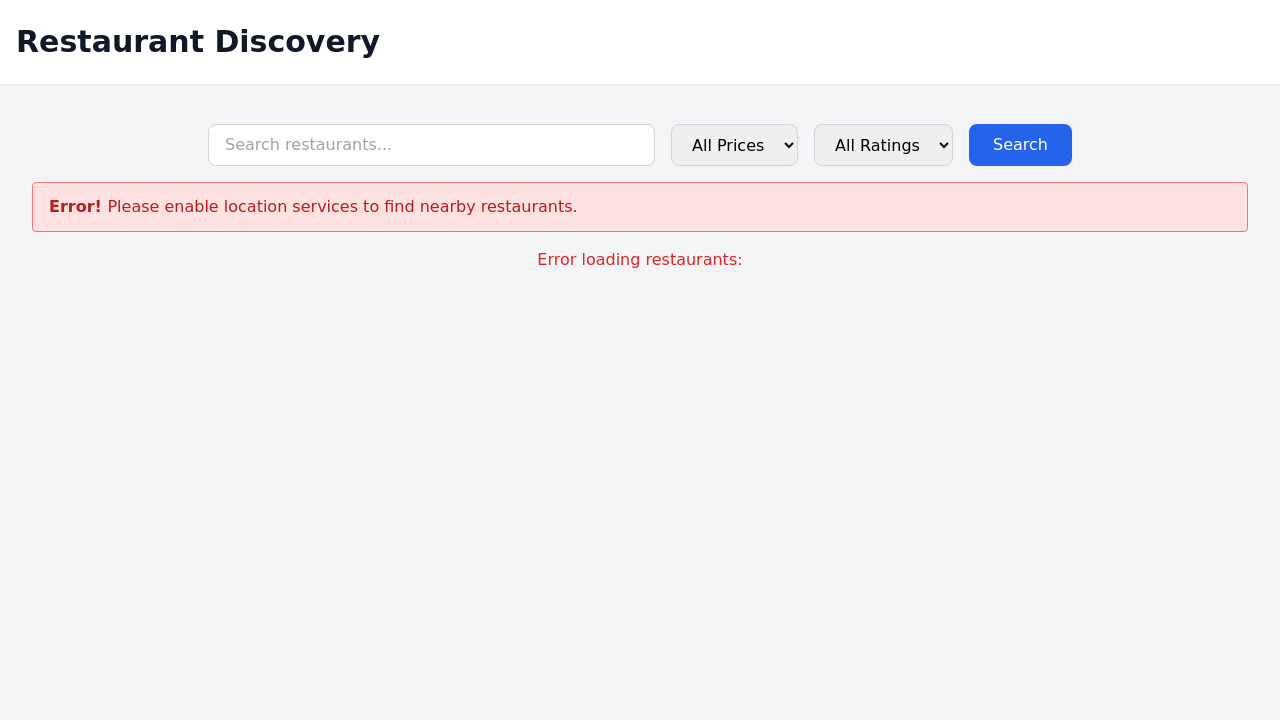 Restaurant Discovery
Search restaurants... All Prices All Ratings Search
Error! Please enable location services to find nearby restaurants.
Error loading restaurants: